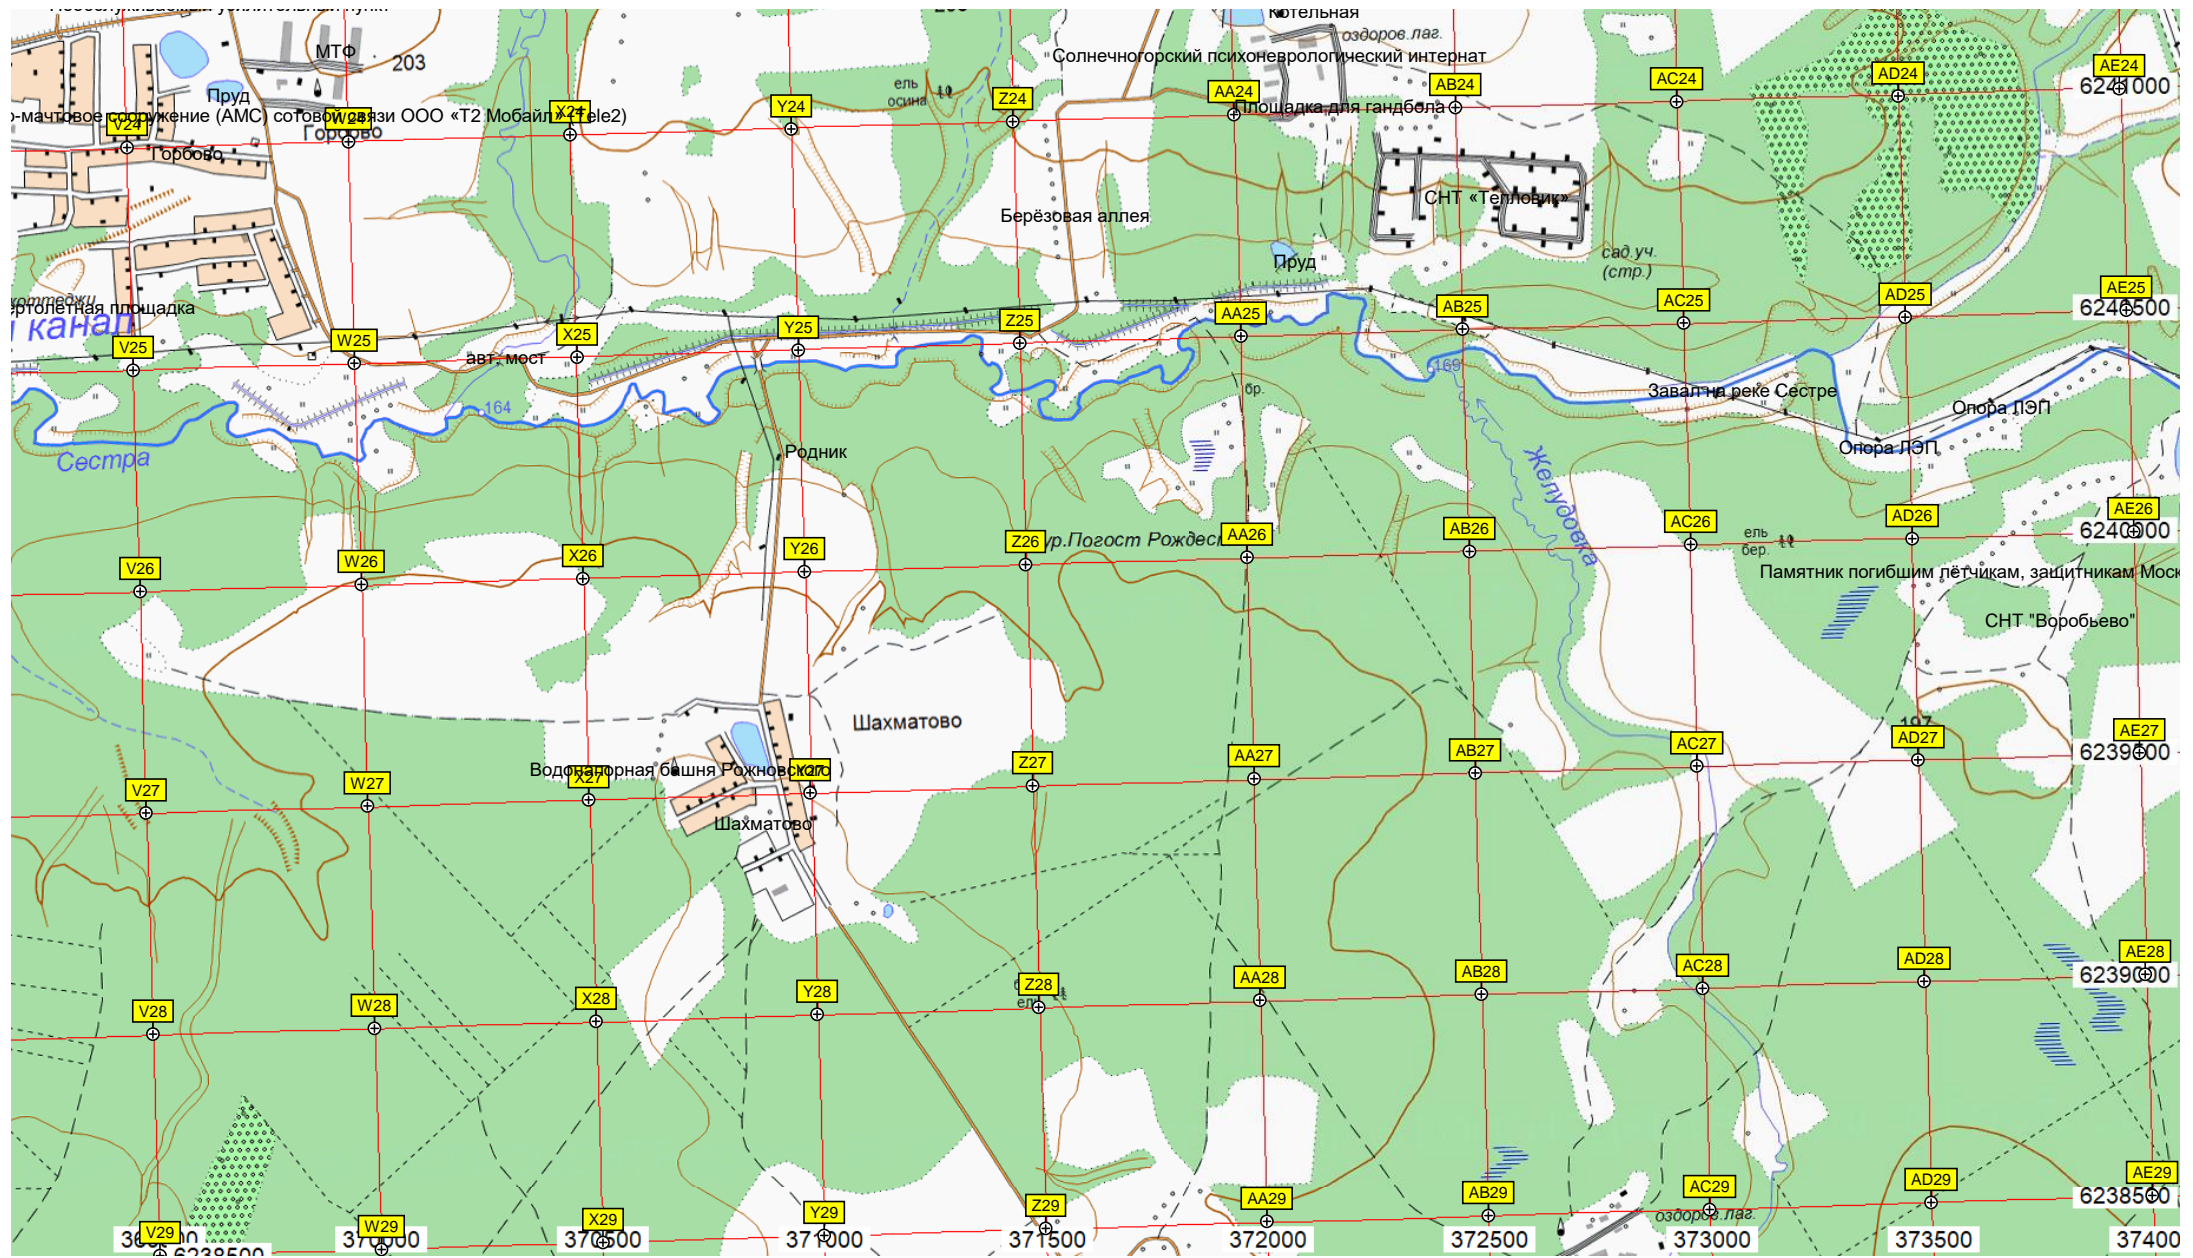 Котельная
оздоров.лаг.
МТФ
203
Солнечногорский психоневрологический интернат
ель
осина
Пруд
Площадка для гандбола
о-мачтовое сооружение (АМС) сотовой связи ООО «Т2 Мобайл» (Tele2)
V24
W24
X24
Y24
Z24
AA24
AB24
AC24
AD24
AE24
6241000
Горбово
Горбово
СНТ «Тепловик»
Берёзовая аллея
сад.уч.
(стр.)
Пруд
коттеджи
ертолётная площадка
канал
V25
W25
X25
Y25
Z25
AA25
AB25
AC25
AD25
AE25
6240500
авт. мост
169
бр.
Завал на реке Сестре
164
Опора ЛЭП
Опора ЛЭП
Сестра
Родник
Желудовка
V26
W26
X26
Y26
Z26
ур.Погост Рождест
AA26
AB26
AC26
AD26
AE26
6240000
ель
бер.
Памятник погибшим лётчикам, защитникам Моск
СНТ "Воробьево"
Шахматово
197
V27
W27
X27
Y27
Z27
AA27
AB27
AC27
AD27
AE27
6239500
Водонапорная башня Рожновского
Шахматово
V28
W28
X28
Y28
Z28
AA28
AB28
AC28
AD28
AE28
6239000
V29
W29
X29
Y29
Z29
AA29
AB29
AC29
AD29
AE29
6238500
оздоров.лаг.
370000
370500
371000
371500
372000
372500
373000
373500
37400
6238500